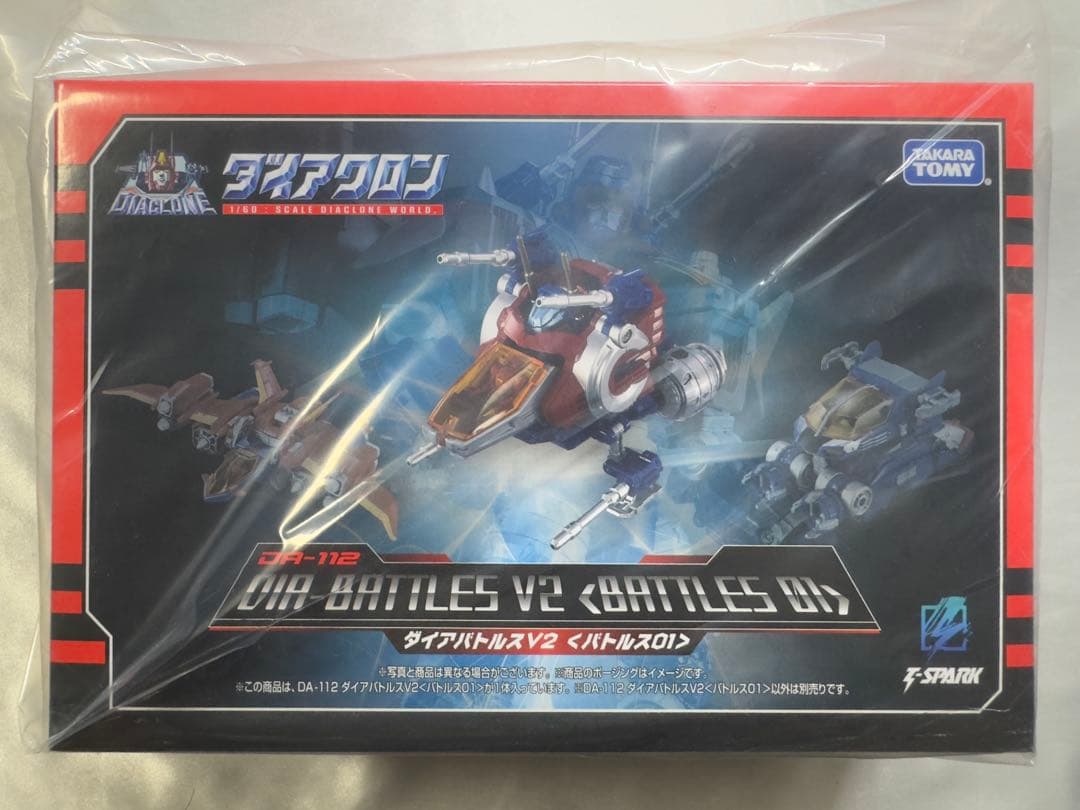 DIACLONE
ダイアクロン
1/60 : SCALE DIACLONE WORLD.
TAKARA
TOMY
DA-112
DIA-BATTLES V2 <BATTLES 01>
ダイアバトルスV2 <バトルス01>
※写真と商品は異なる場合がございます。※商品のポージングはイメージです。
※この商品は、DA-112 ダイアバトルスV2<バトルス01>が1体入っています。※DA-112 ダイアバトルスV2<バトルス01>以外は別売りです。
T-SPARK